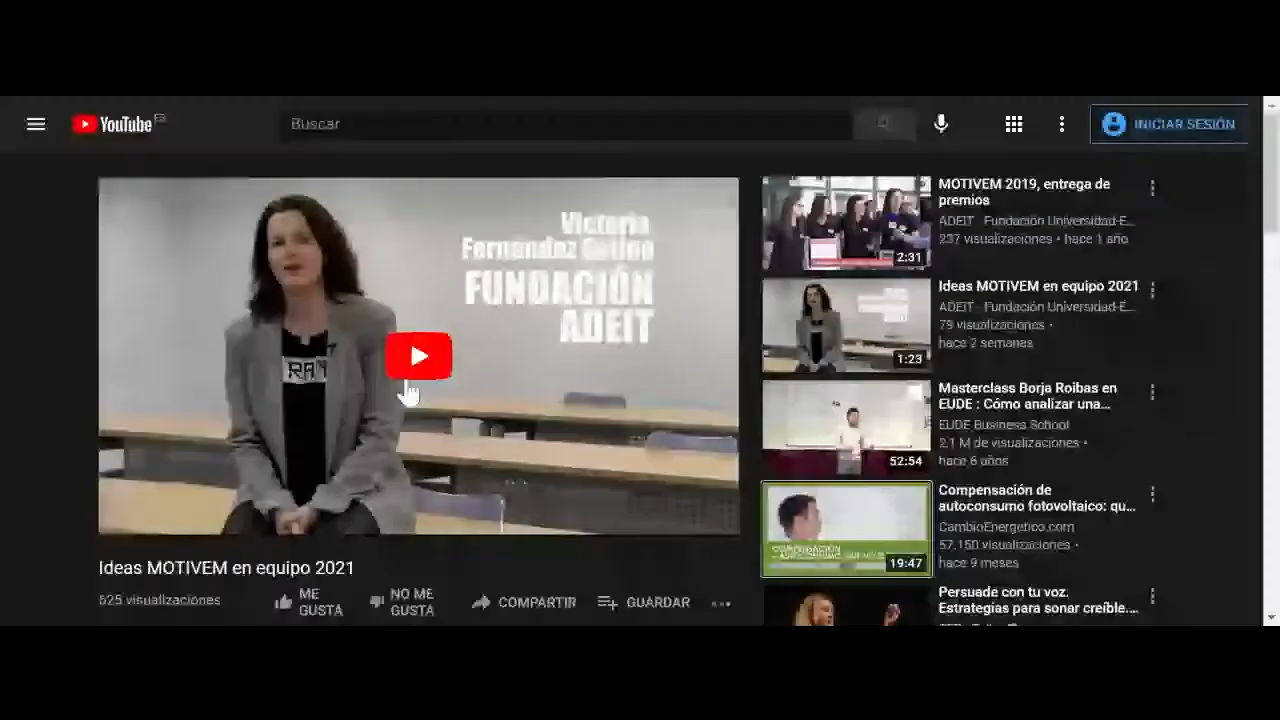 YouTube ES
Buscar
INICIAR SESIÓN
Victoria
Fernandez
FUNDACIÓN
ADEIT
Ideas MOTIVEM en equipo 2021
625 visualizaciones
ME
GUSTA
NO ME
GUSTA
COMPARTIR
GUARDAR
2:31
MOTIVEM 2019, entrega de
premios
ADEIT - Fundación Universidad-E...
237 visualizaciones • hace 1 año
1:23
Ideas MOTIVEM en equipo 2021
ADEIT - Fundación Universidad-E...
79 visualizaciones •
hace 2 semanas
52:54
Masterclass Borja Roibas en
EUDE : Cómo analizar una...
EUDE Business School
2.1 M de visualizaciones •
hace 6 años
19:47
Compensación de
autoconsumo fotovoltaico: qu...
CambioEnergetico.com
57.150 visualizaciones •
hace 9 meses
Persuade con tu voz.
Estrategias para sonar creíble....